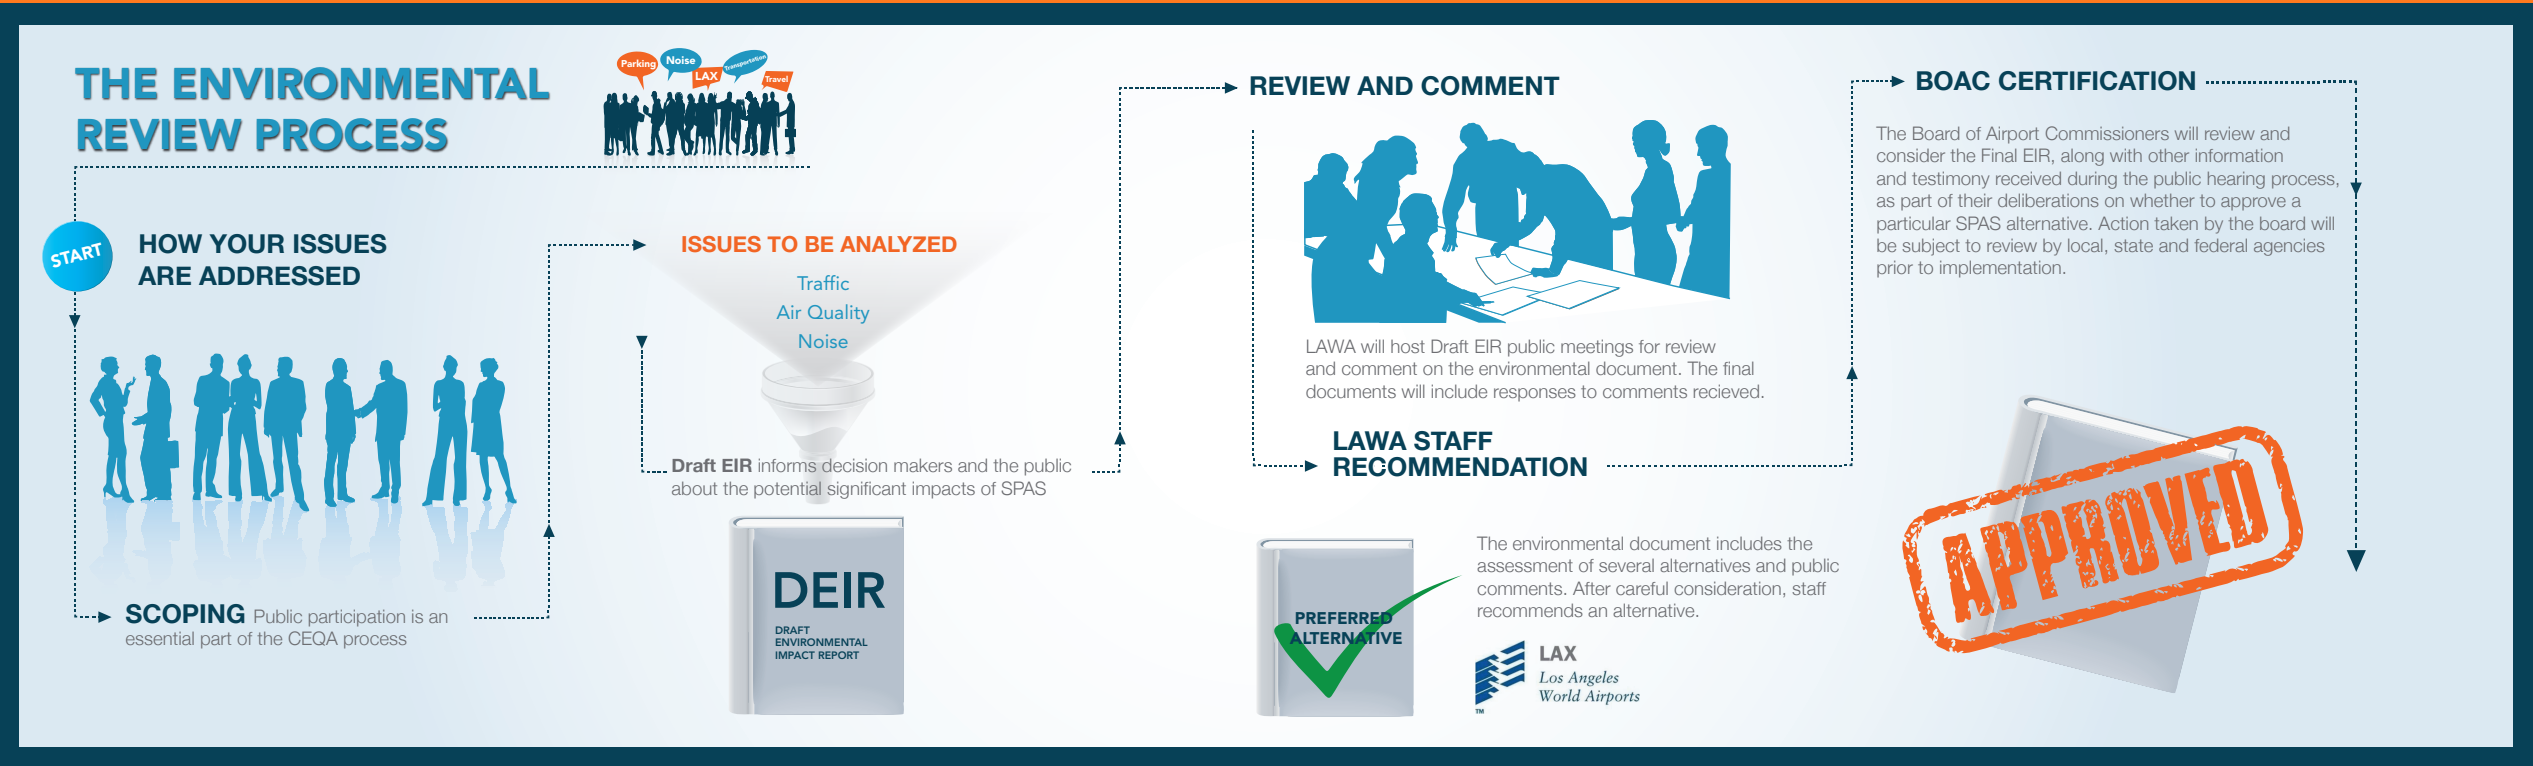 THE ENVIRONMENTAL
REVIEW PROCESS
Parking
Noise
LAX
Transportation
Travel
START
HOW YOUR ISSUES
ARE ADDRESSED
SCOPING Public participation is an
essential part of the CEQA process
ISSUES TO BE ANALYZED
Traffic
Air Quality
Noise
Draft EIR informs decision makers and the public
about the potential significant impacts of SPAS
DEIR
DRAFT
ENVIRONMENTAL
IMPACT REPORT
REVIEW AND COMMENT
LAWA will host Draft EIR public meetings for review
and comment on the environmental document. The final
documents will include responses to comments recieved.
LAWA STAFF
RECOMMENDATION
PREFERRED
ALTERNATIVE
The environmental document includes the
assessment of several alternatives and public
comments. After careful consideration, staff
recommends an alternative.
LAX
Los Angeles
World Airports
TM
BOAC CERTIFICATION
The Board of Airport Commissioners will review and
consider the Final EIR, along with other information
and testimony received during the public hearing process,
as part of their deliberations on whether to approve a
particular SPAS alternative. Action taken by the board will
be subject to review by local, state and federal agencies
prior to implementation.
APPROVED